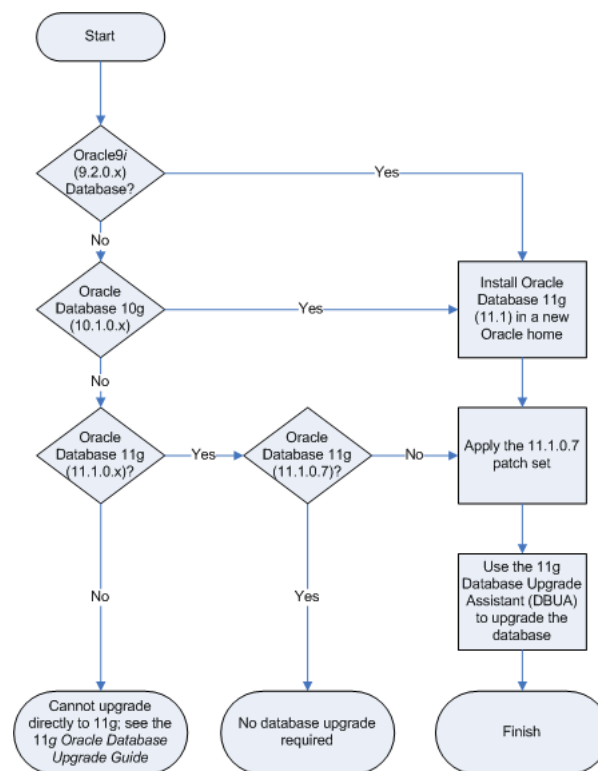 Start
Oracle9i
(9.2.0.x)
Database?
Yes
No
Oracle
Database 10g
(10.1.0.x)
Yes
Install Oracle
Database 11g
(11.1) in a new
Oracle home
No
Oracle
Database 11g
(11.1.0.x)?
Yes
Oracle
Database 11g
(11.1.0.7)?
No
Apply the 11.1.0.7
patch set
No
Yes
Use the 11g
Database Upgrade
Assistant (DBUA)
to upgrade the
database
Cannot upgrade
directly to 11g; see the
11g Oracle Database
Upgrade Guide
No database upgrade
required
Finish